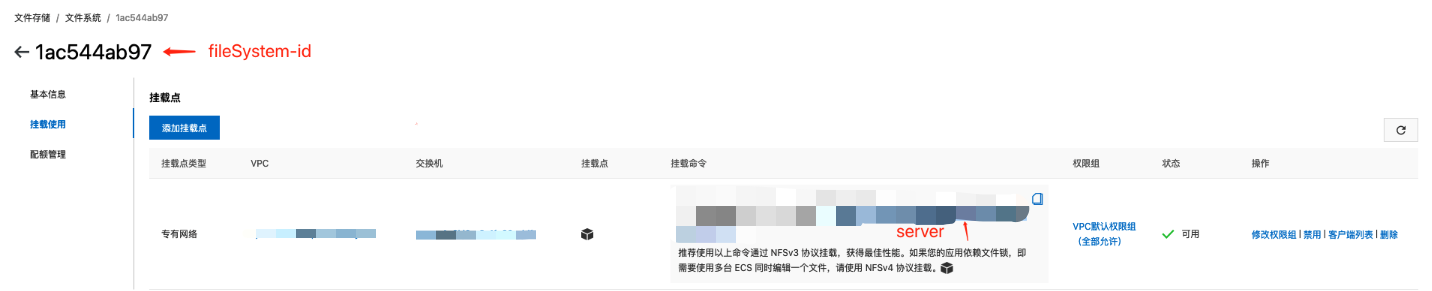 文件存储 / 文件系统 / 1ac544ab97
1ac544ab97
fileSystem-id
基本信息
挂载使用
配额管理
挂载点
添加挂载点
挂载点类型 VPC 交换机 挂载点 挂载命令 权限组 状态 操作
专有网络
server
推荐使用以上命令通过 NFSv3 协议挂载，获得最佳性能。如果您的应用依赖文件锁，即
需要使用多台 ECS 同时编辑一个文件，请使用 NFSv4 协议挂载。
VPC默认权限组
（全部允许）
可用
修改权限组 | 禁用 | 客户端列表 | 删除